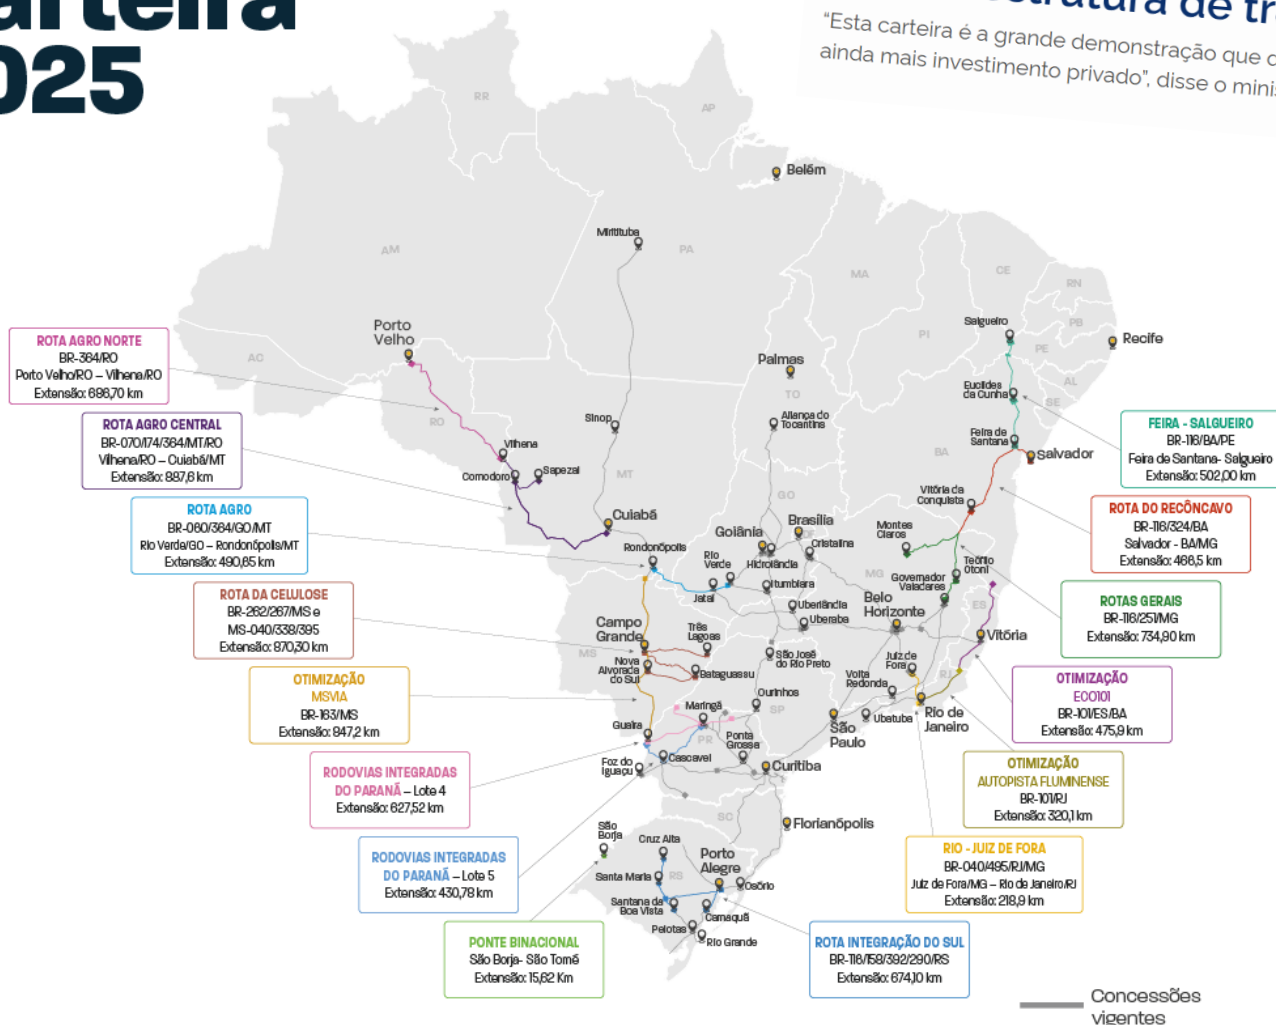 arteira
025
strutura de tra
“Esta carteira é a grande demonstração que
ainda mais investimento privado”, disse o minis
RR
AP
AM
PA
MA
CE
RN
PB
PE
PI
AL
SE
AC
RO
TO
BA
MT
GO
MG
ES
MS
SP
RJ
PR
SC
RS
Belém
Miritituba
Porto
Velho
Salgueiro
Recife
Palmas
Euclides
da Cunha
Aliança do
Tocantins
Sinop
Feira de
Santana
Salvador
Vilhena
Comodoro
Sapezal
Vitória da
Conquista
Cuiabá
Goiânia
Brasília
Montes
Claros
Cristalina
Rondonópolis
Rio
Verde
Hidrolândia
Teófilo
Otoni
Governador
Valadares
Jataí
Itumbiara
Belo
Horizonte
Uberlândia
Uberaba
Campo
Grande
Três
Lagoas
Vitória
Nova
Alvorada
do Sul
Bataguassu
São José
do Rio Preto
Juiz de
Fora
Volta
Redonda
Ourinhos
Maringá
Guaíra
Ponta
Grossa
São
Paulo
Ubatuba
Rio de
Janeiro
Foz do
Iguaçu
Cascavel
Curitiba
Florianópolis
São
Borja
Cruz Alta
Porto
Alegre
Santa Maria
Osório
Santana da
Boa Vista
Camaquã
Pelotas
Rio Grande
ROTA AGRO NORTE
BR-364/RO
Porto Velho/RO – Vilhena/RO
Extensão: 686,70 km
ROTA AGRO CENTRAL
BR-070/174/364/MT/RO
Vilhena/RO – Cuiabá/MT
Extensão: 887,6 km
ROTA AGRO
BR-060/364/GO/MT
Rio Verde/GO – Rondonópolis/MT
Extensão: 490,65 km
ROTA DA CELULOSE
BR-262/267/MS e
MS-040/338/395
Extensão: 870,30 km
OTIMIZAÇÃO
MSVIA
BR-163/MS
Extensão: 847,2 km
RODOVIAS INTEGRADAS
DO PARANÁ – Lote 4
Extensão: 627,52 km
RODOVIAS INTEGRADAS
DO PARANÁ – Lote 5
Extensão: 430,78 km
PONTE BINACIONAL
São Borja- São Tomé
Extensão: 15,62 Km
FEIRA - SALGUEIRO
BR-116/BA/PE
Feira de Santana- Salgueiro
Extensão: 502,00 km
ROTA DO RECÔNCAVO
BR-116/324/BA
Salvador - BA/MG
Extensão: 466,5 km
ROTAS GERAIS
BR-116/251/MG
Extensão: 734,90 km
OTIMIZAÇÃO
ECO101
BR-101/ES/BA
Extensão: 475,9 km
OTIMIZAÇÃO
AUTOPISTA FLUMINENSE
BR-101/RJ
Extensão: 320,1 km
RIO - JUIZ DE FORA
BR-040/495/RJ/MG
Juiz de Fora/MG – Rio de Janeiro/RJ
Extensão: 218,9 km
ROTA INTEGRAÇÃO DO SUL
BR-116/158/392/290/RS
Extensão: 674,10 km
Concessões
vigentes